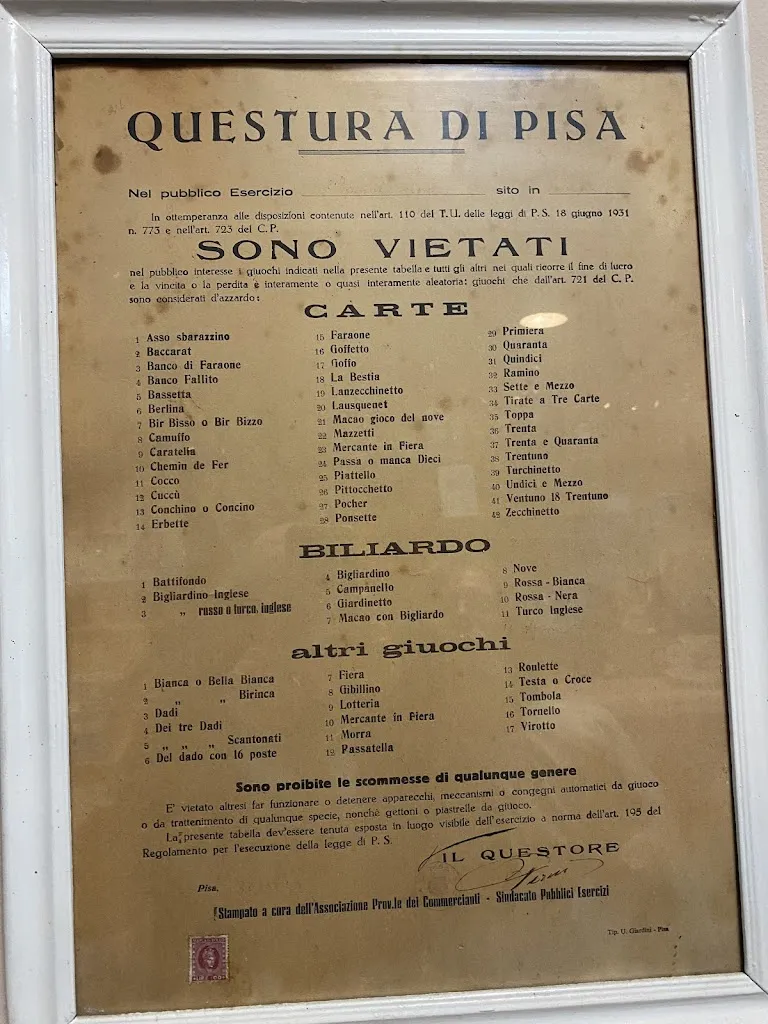 QUESTURA DI PISA
Nel pubblico Esercizio sito in
In ottemperanza alle disposizioni contenute nell'art. 110 del T.U. delle leggi di P. S. 18 giugno 1931
n. 773 e nell'art. 723 del C. P.
SONO VIETATI
nel pubblico interesse i giuochi indicati nella presente tabella e tutti gli altri nei quali ricorre il fine di lucro
e la vincita o la perdita è interamente o quasi interamente aleatoria: giuochi che dall'art. 721 del C. P.
sono considerati d'azzardo:
CARTE
1 Asso sbarazzino
2 Baccarat
3 Banco di Faraone
4 Banco Fallito
5 Bassetta
6 Berlina
7 Bir Bisso o Bir Bizzo
8 Camuffo
9 Caratella
10 Chemin de Fer
11 Cocco
12 Cuccù
13 Conchino o Concino
14 Erbette
15 Faraone
16 Goffetto
17 Goffo
18 La Bestia
19 Lanzecchinetto
20 Lausquenet
21 Macao gioco del nove
22 Mazzetti
23 Mercante in Fiera
24 Passa o manca Dieci
25 Piattello
26 Pittocchetto
27 Pocher
28 Ponsette
29 Primiera
30 Quaranta
31 Quindici
32 Ramino
33 Sette e Mezzo
34 Tirate a Tre Carte
35 Toppa
36 Trenta
37 Trenta e Quaranta
38 Trentuno
39 Turchinetto
40 Undici e Mezzo
41 Ventuno 18 Trentuno
42 Zecchinetto
BILIARDO
1 Battifondo
2 Bigliardino Inglese
3 „ russo o turco, inglese
4 Bigliardino
5 Campanello
6 Giardinetto
7 Macao con Bigliardo
8 Nove
9 Rossa - Bianca
10 Rossa - Nera
11 Turco Inglese
altri giuochi
1 Bianca o Bella Bianca
2 „ „ Birinca
3 Dadi
4 Dei tre Dadi
5 „ „ „ Scantonati
6 Del dado con 16 poste
7 Fiera
8 Gibillino
9 Lotteria
10 Mercante in Fiera
11 Morra
12 Passatella
13 Roulette
14 Testa o Croce
15 Tombola
16 Tornello
17 Virotto
Sono proibite le scommesse di qualunque genere
E' vietato altresì far funzionare o detenere apparecchi, meccanismi o congegni automatici da giuoco
o da trattenimento di qualunque specie, nonchè gettoni o piastrelle da giuoco.
La presente tabella dev'essere tenuta esposta in luogo visibile dell'esercizio a norma dell'art. 195 del
Regolamento per l'esecuzione della legge di P. S.
IL QUESTORE
Pisa,
Stampato a cura dell'Associazione Prov.le dei Commercianti - Sindacato Pubblici Esercizi
Tip. U. Giardini - Pisa